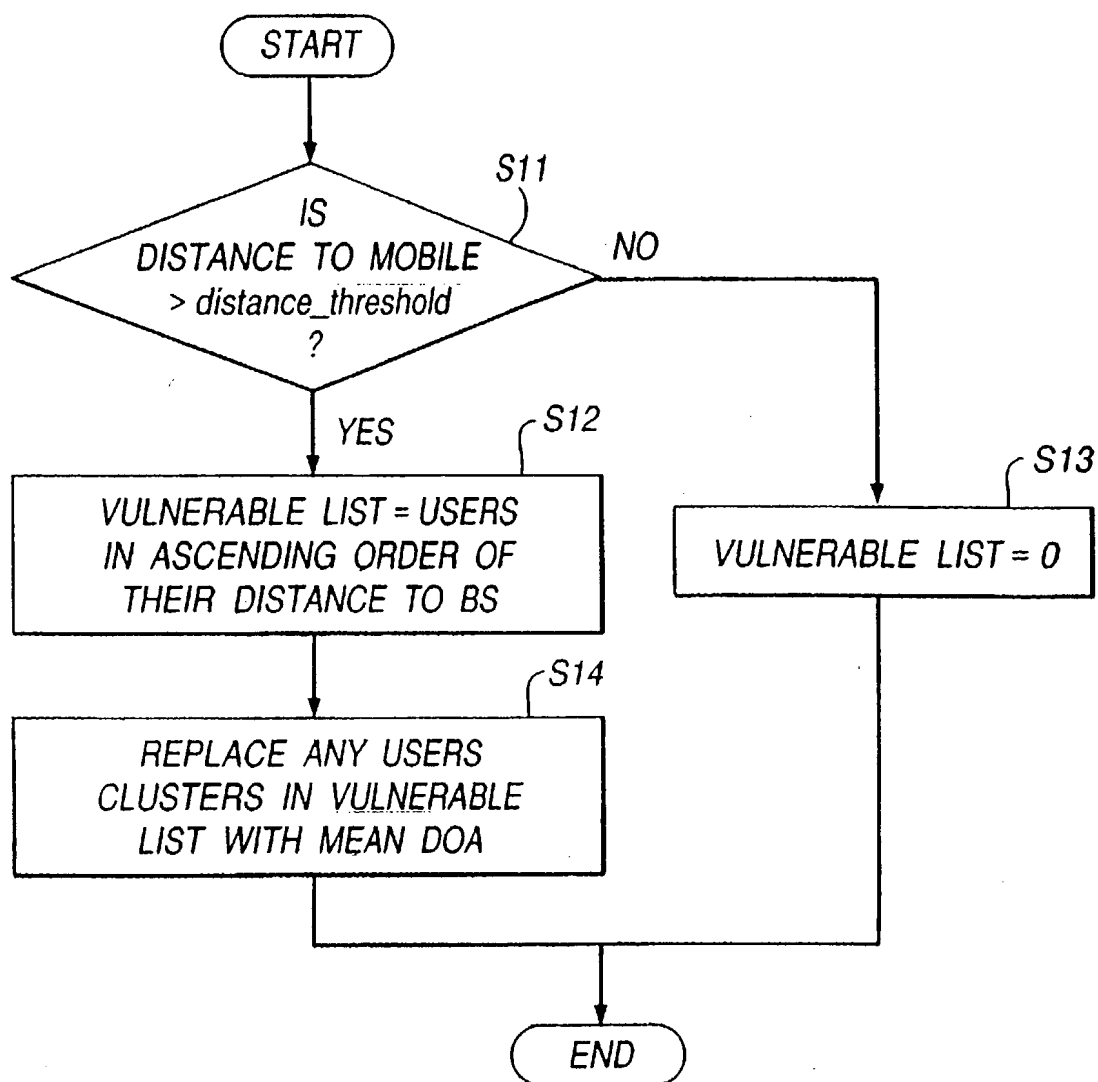 START
S11
IS
DISTANCE TO MOBILE
> distance_threshold
?
NO
YES
S12
VULNERABLE LIST = USERS
IN ASCENDING ORDER OF
THEIR DISTANCE TO BS
S13
VULNERABLE LIST = 0
S14
REPLACE ANY USERS
CLUSTERS IN VULNERABLE
LIST WITH MEAN DOA
END